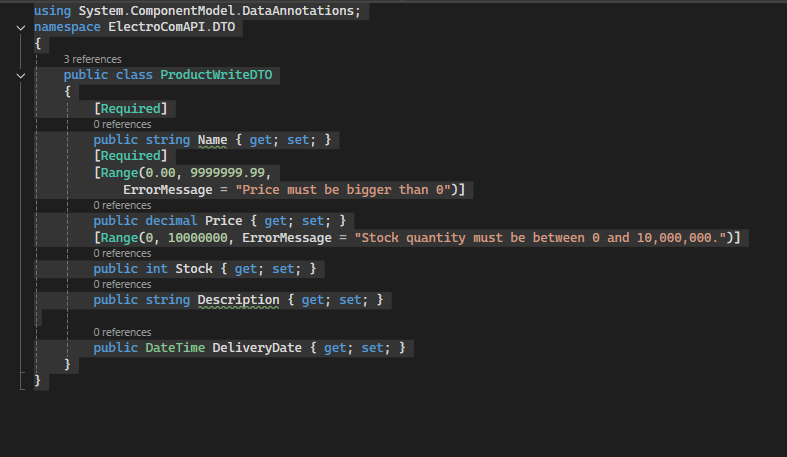 using System.ComponentModel.DataAnnotations;
namespace ElectroComAPI.DTO
{
3 references
public class ProductWriteDTO
{
[Required]
0 references
public string Name { get; set; }
[Required]
[Range(0.00, 9999999.99,
ErrorMessage = "Price must be bigger than 0")]
0 references
public decimal Price { get; set; }
[Range(0, 10000000, ErrorMessage = "Stock quantity must be between 0 and 10,000,000.")]
0 references
public int Stock { get; set; }
0 references
public string Description { get; set; }
0 references
public DateTime DeliveryDate { get; set; }
}
}